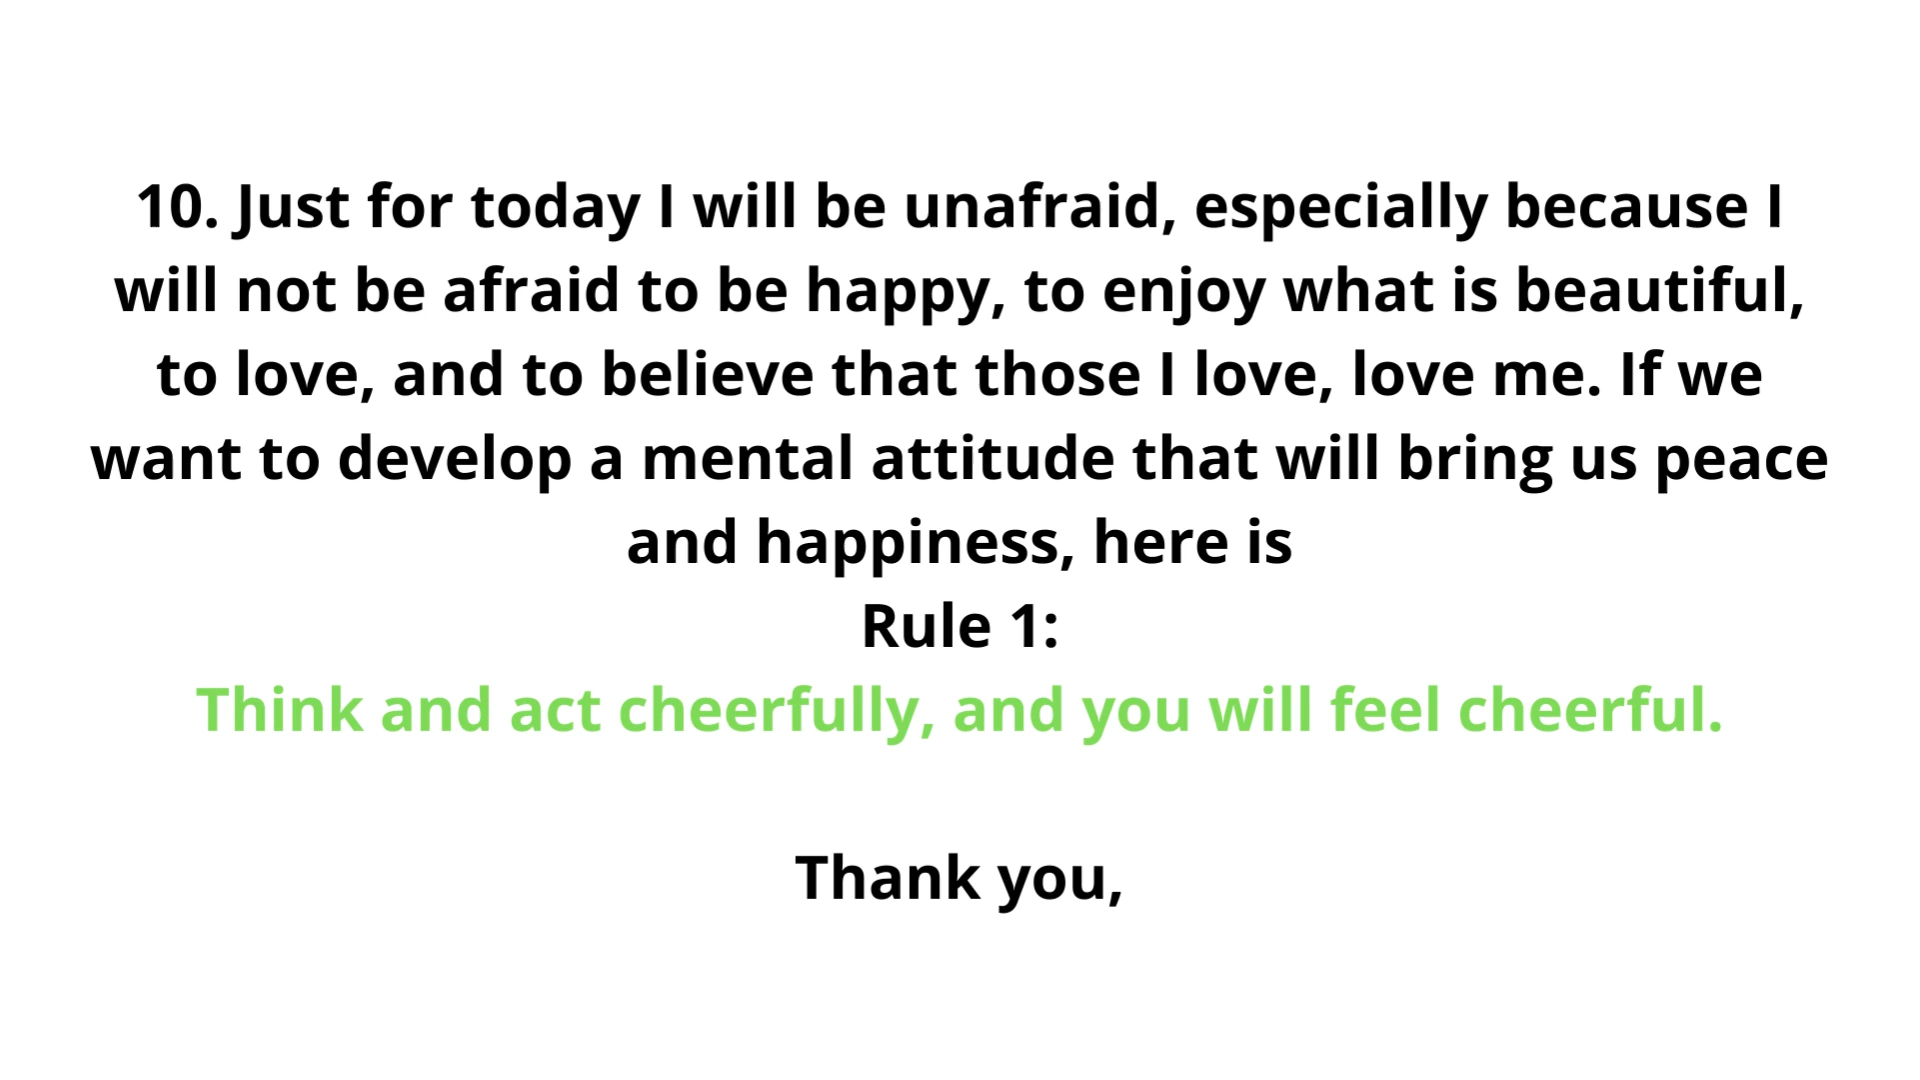 10. Just for today I will be unafraid, especially because I
will not be afraid to be happy, to enjoy what is beautiful,
to love, and to believe that those I love, love me. If we
want to develop a mental attitude that will bring us peace
and happiness, here is
Rule 1:
Think and act cheerfully, and you will feel cheerful.
Thank you,